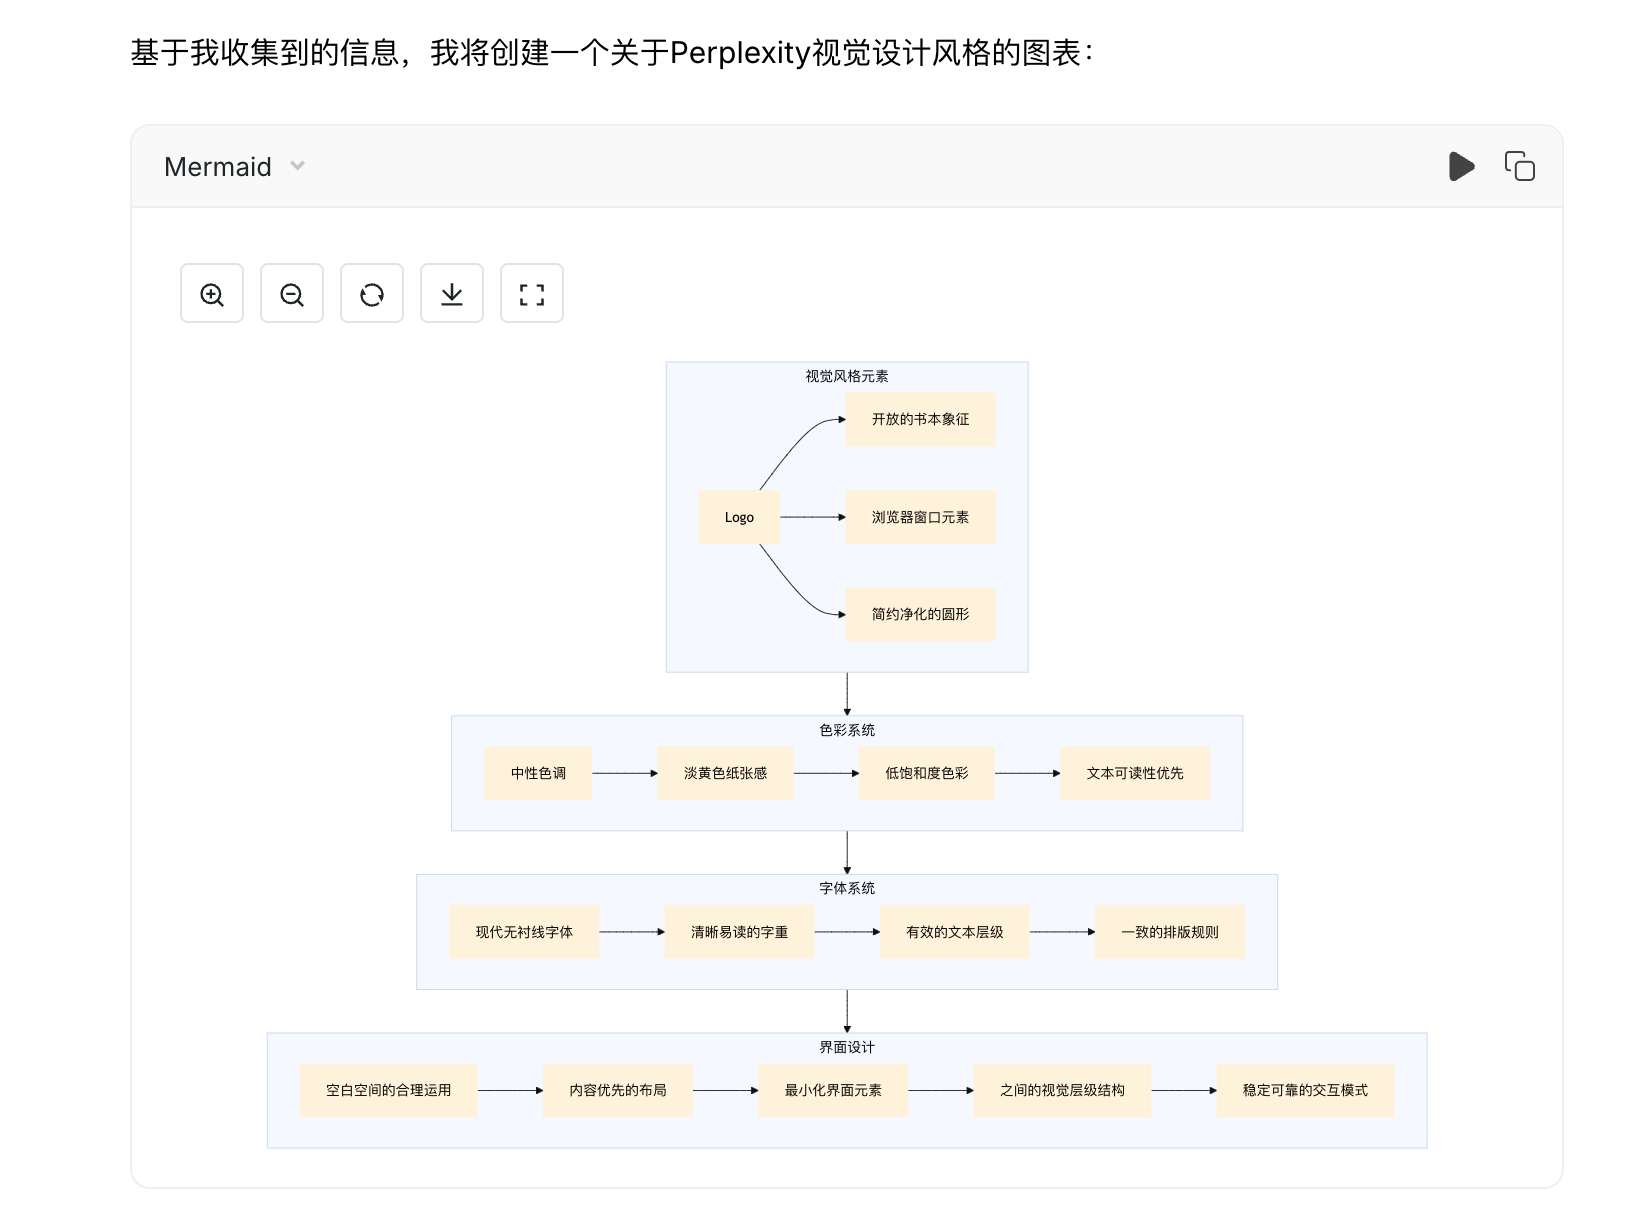 基于我收集到的信息，我将创建一个关于Perplexity视觉设计风格的图表：
Mermaid
视觉风格元素
开放的书本象征
Logo
浏览器窗口元素
简约净化的圆形
色彩系统
中性色调
淡黄色纸张感
低饱和度色彩
文本可读性优先
字体系统
现代无衬线字体
清晰易读的字重
有效的文本层级
一致的排版规则
界面设计
空白空间的合理运用
内容优先的布局
最小化界面元素
之间的视觉层级结构
稳定可靠的交互模式